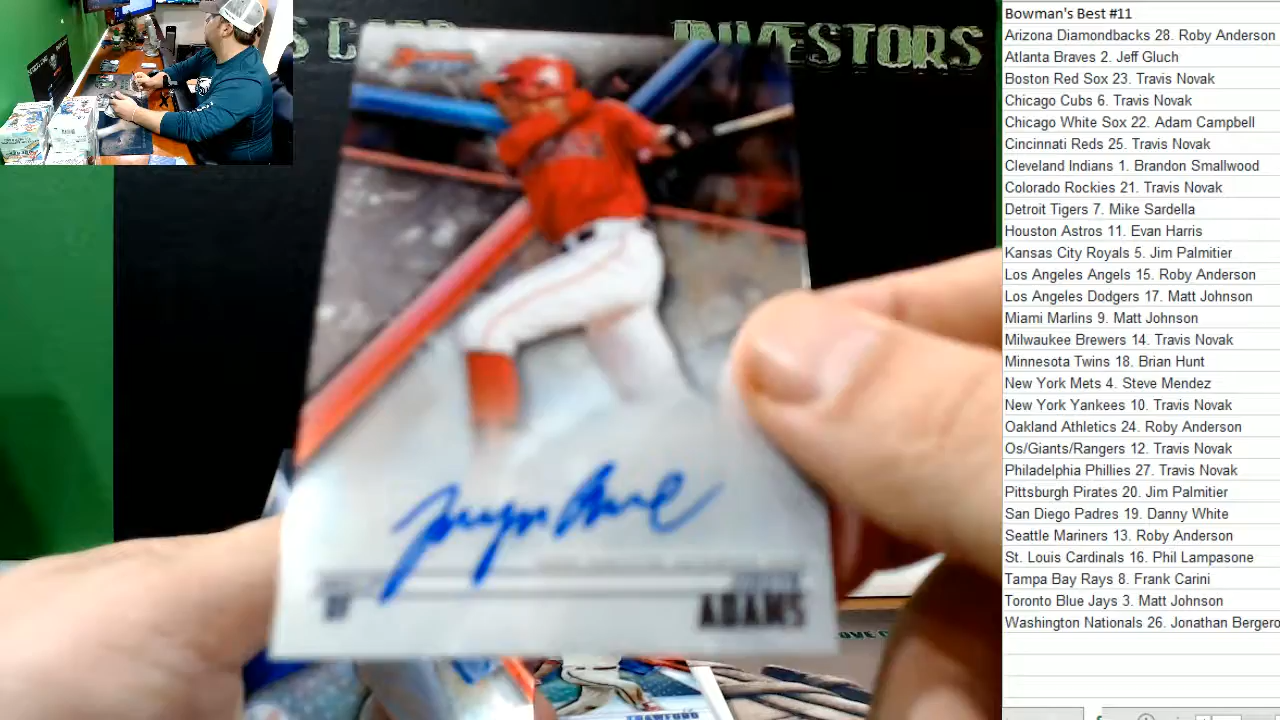 S CARD INVESTORS
ADAMS
Bowman's Best #11
Arizona Diamondbacks 28. Roby Anderson
Atlanta Braves 2. Jeff Gluch
Boston Red Sox 23. Travis Novak
Chicago Cubs 6. Travis Novak
Chicago White Sox 22. Adam Campbell
Cincinnati Reds 25. Travis Novak
Cleveland Indians 1. Brandon Smallwood
Colorado Rockies 21. Travis Novak
Detroit Tigers 7. Mike Sardella
Houston Astros 11. Evan Harris
Kansas City Royals 5. Jim Palmitier
Los Angeles Angels 15. Roby Anderson
Los Angeles Dodgers 17. Matt Johnson
Miami Marlins 9. Matt Johnson
Milwaukee Brewers 14. Travis Novak
Minnesota Twins 18. Brian Hunt
New York Mets 4. Steve Mendez
New York Yankees 10. Travis Novak
Oakland Athletics 24. Roby Anderson
Os/Giants/Rangers 12. Travis Novak
Philadelphia Phillies 27. Travis Novak
Pittsburgh Pirates 20. Jim Palmitier
San Diego Padres 19. Danny White
Seattle Mariners 13. Roby Anderson
St. Louis Cardinals 16. Phil Lampasone
Tampa Bay Rays 8. Frank Carini
Toronto Blue Jays 3. Matt Johnson
Washington Nationals 26. Jonathan Bergero